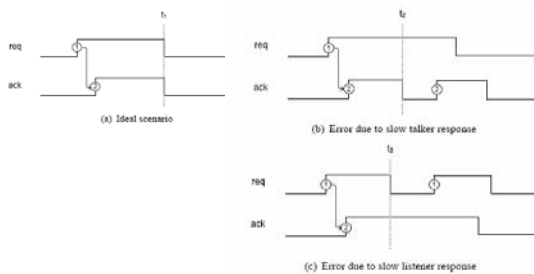 t₁
req
1
ack
2
(a) Ideal scenario
t₂
req
1
ack
2
2
(b) Error due to slow talker response
t₃
req
1
1
ack
2
(c) Error due to slow listener response